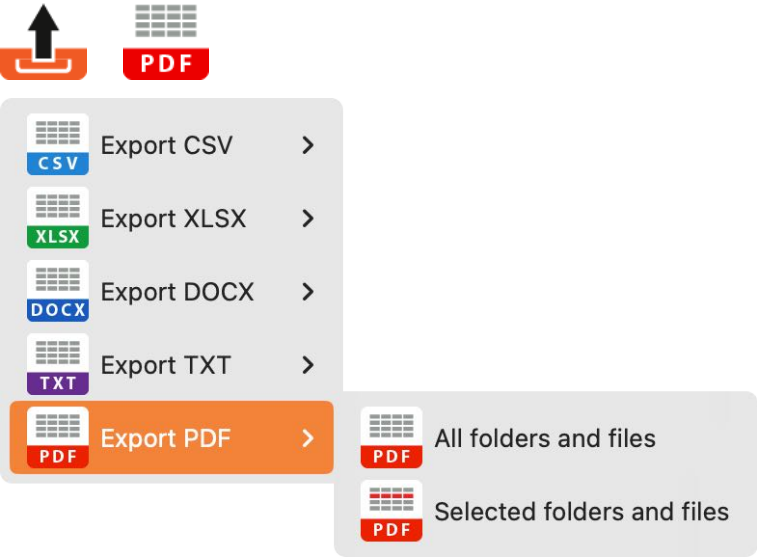 PDF
CSV Export CSV
XLSX Export XLSX
DOCX Export DOCX
TXT Export TXT
PDF Export PDF
PDF All folders and files
PDF Selected folders and files